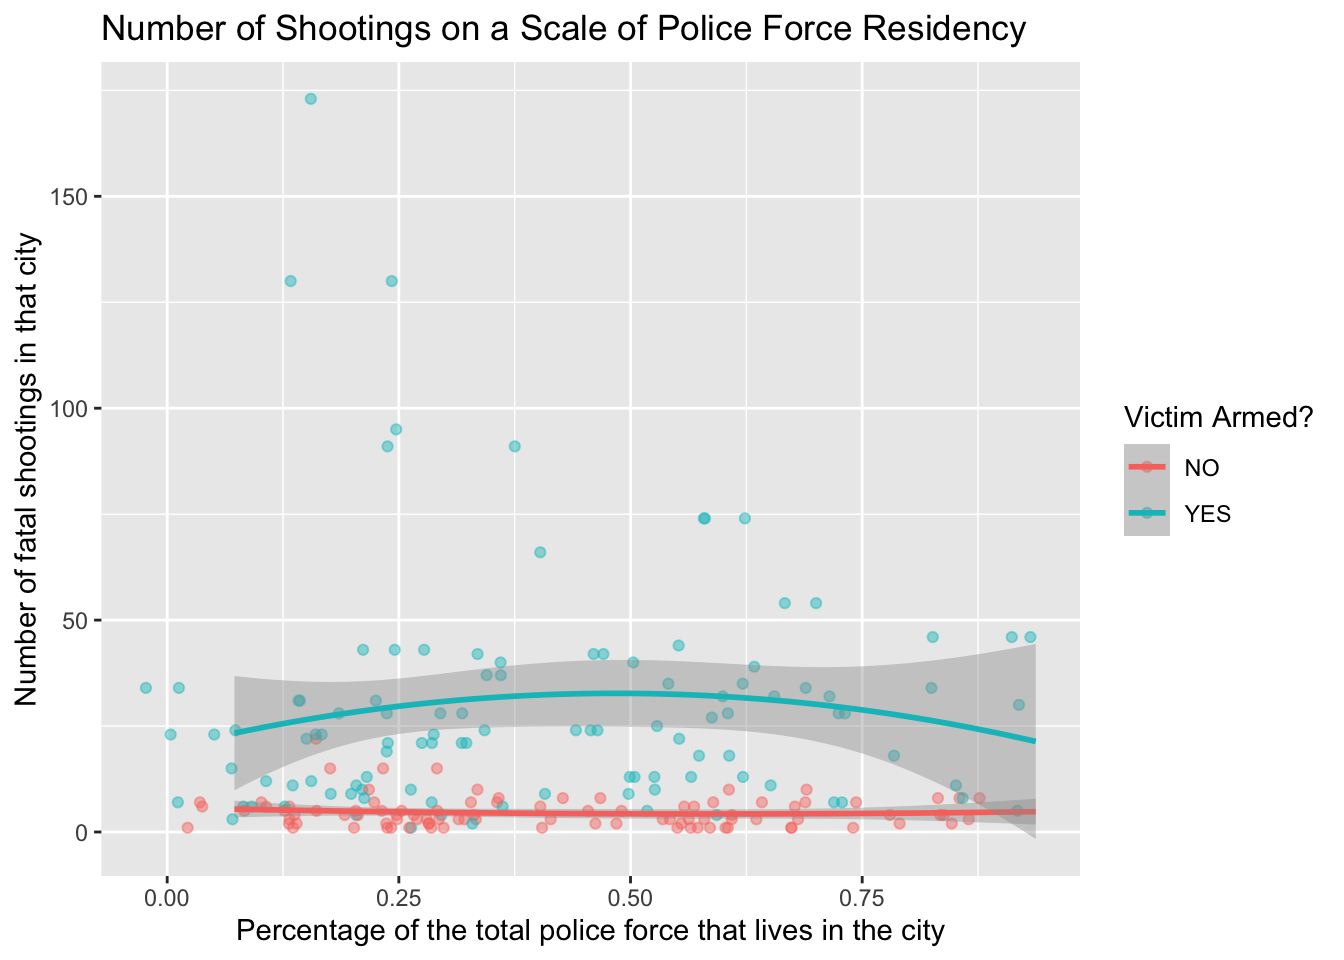 Number of Shootings on a Scale of Police Force Residency
150
100
50
0
Number of fatal shootings in that city
0.00
0.25
0.50
0.75
Percentage of the total police force that lives in the city
Victim Armed?
NO
YES